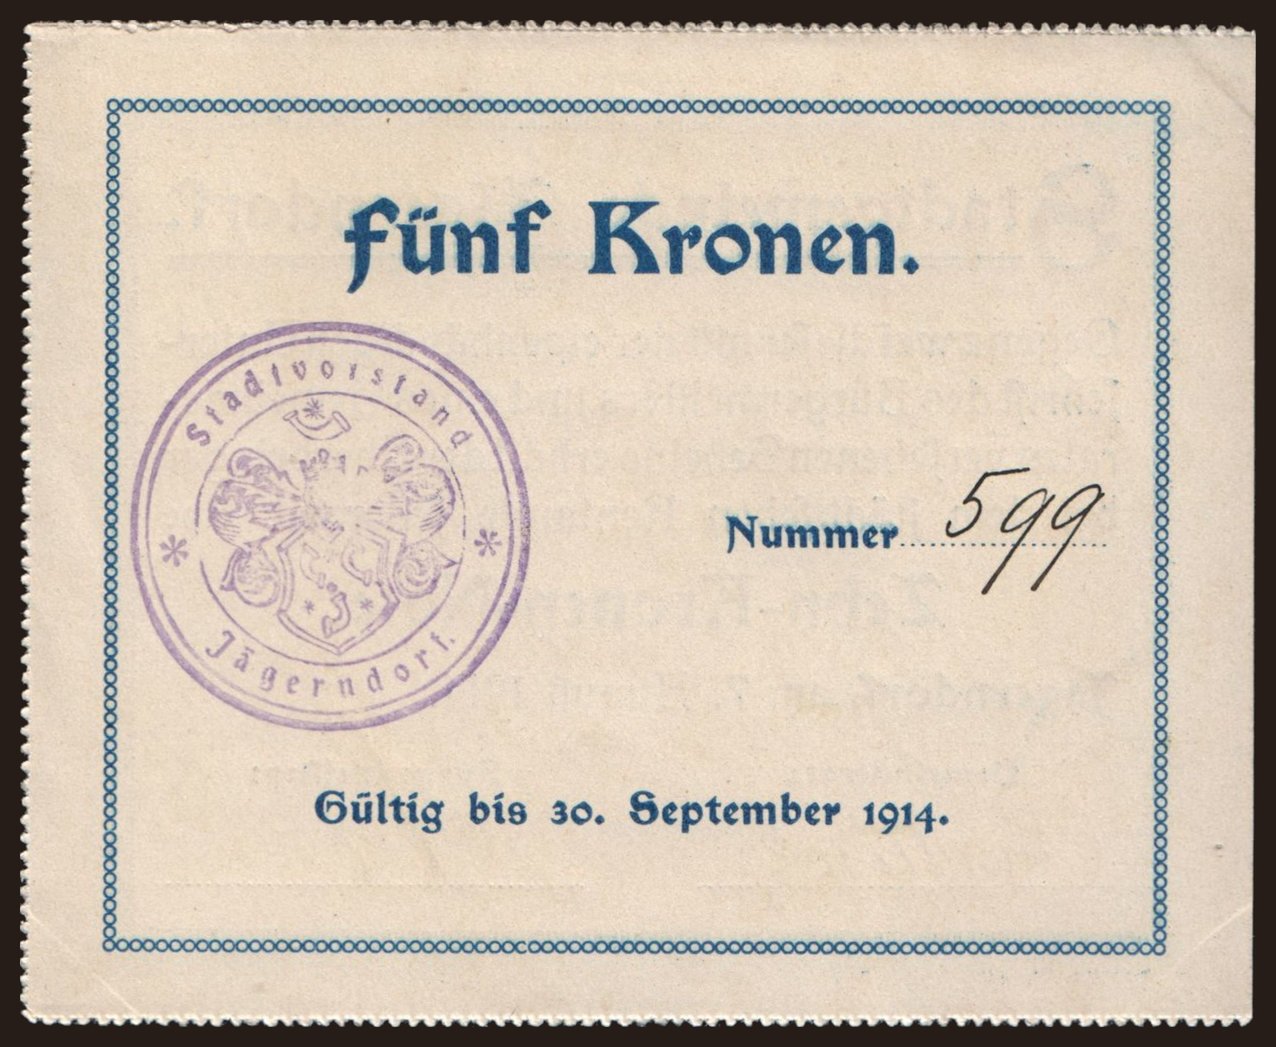 Fünf Kronen.
Stadtvorstand
Jägerndorf.
Nummer 599
Gültig bis 30. September 1914.